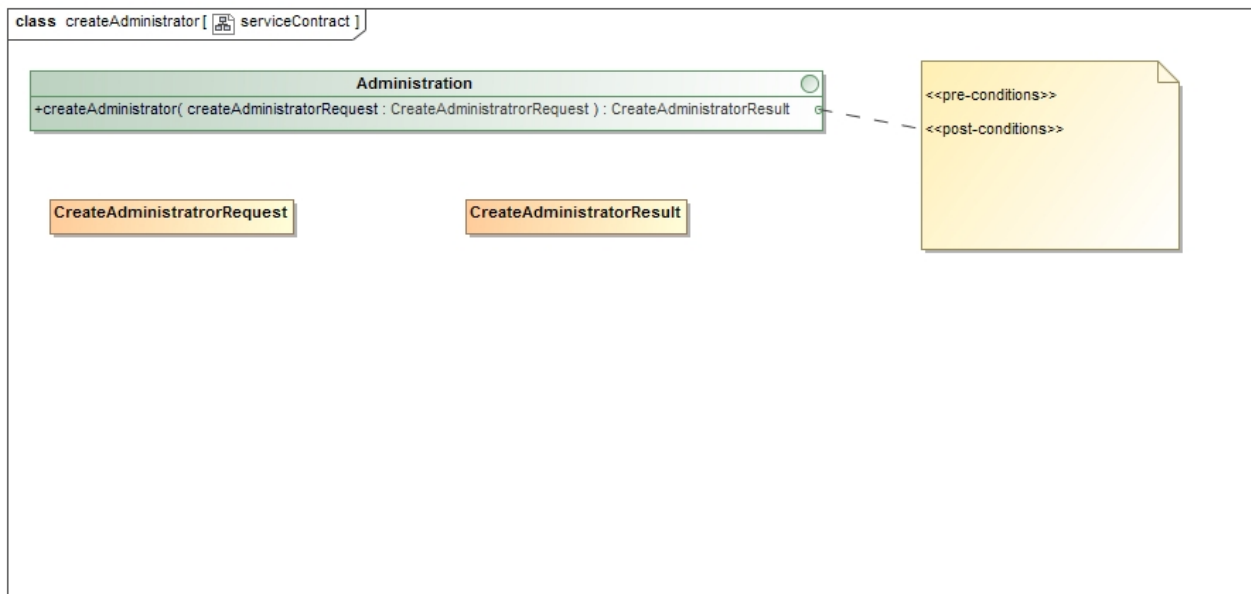 class createAdministrator [ serviceContract ]
Administration
+createAdministrator( createAdministratorRequest : CreateAdministratrorRequest ) : CreateAdministratorResult
<<pre-conditions>>
<<post-conditions>>
CreateAdministratrorRequest
CreateAdministratorResult